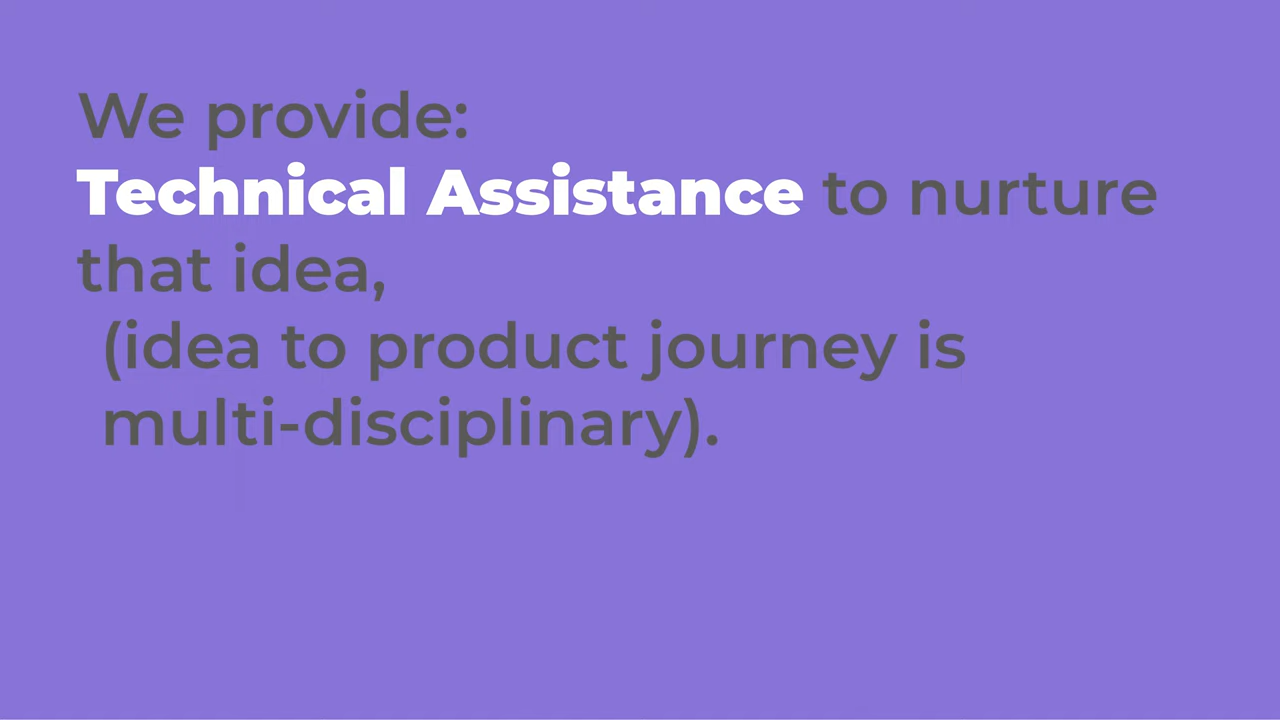 We provide:
Technical Assistance to nurture
that idea,
(idea to product journey is
multi-disciplinary).